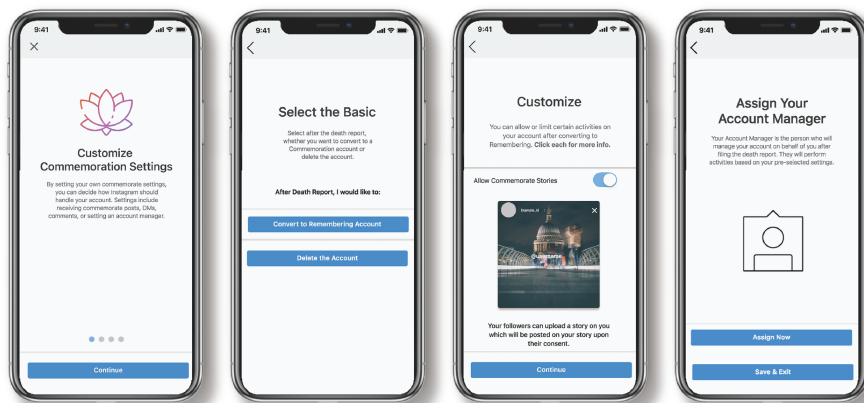 9:41
Customize
Commemoration Settings
By setting your own commemorate settings,
you can decide how Instagram should
handle your account. Settings include
receiving commemorate posts, DMs,
comments, or setting an account manager.
Continue
9:41
Select the Basic
Select after the death report,
whether you want to convert to a
Commemoration account or
delete the account.
After Death Report, I would like to:
Convert to Remembering Account
Delete the Account
9:41
Customize
You can allow or limit certain activities on
your account after converting to
Remembering. Click each for more info.
Allow Commemorate Stories
@username
Your followers can upload a story on you
which will be posted on your story upon
their consent.
Continue
9:41
Assign Your
Account Manager
Your Account Manager is the person who will
manage your account on behalf of you after
filing the death report. They will perform
activities based on your pre-selected settings.
Assign Now
Save & Exit